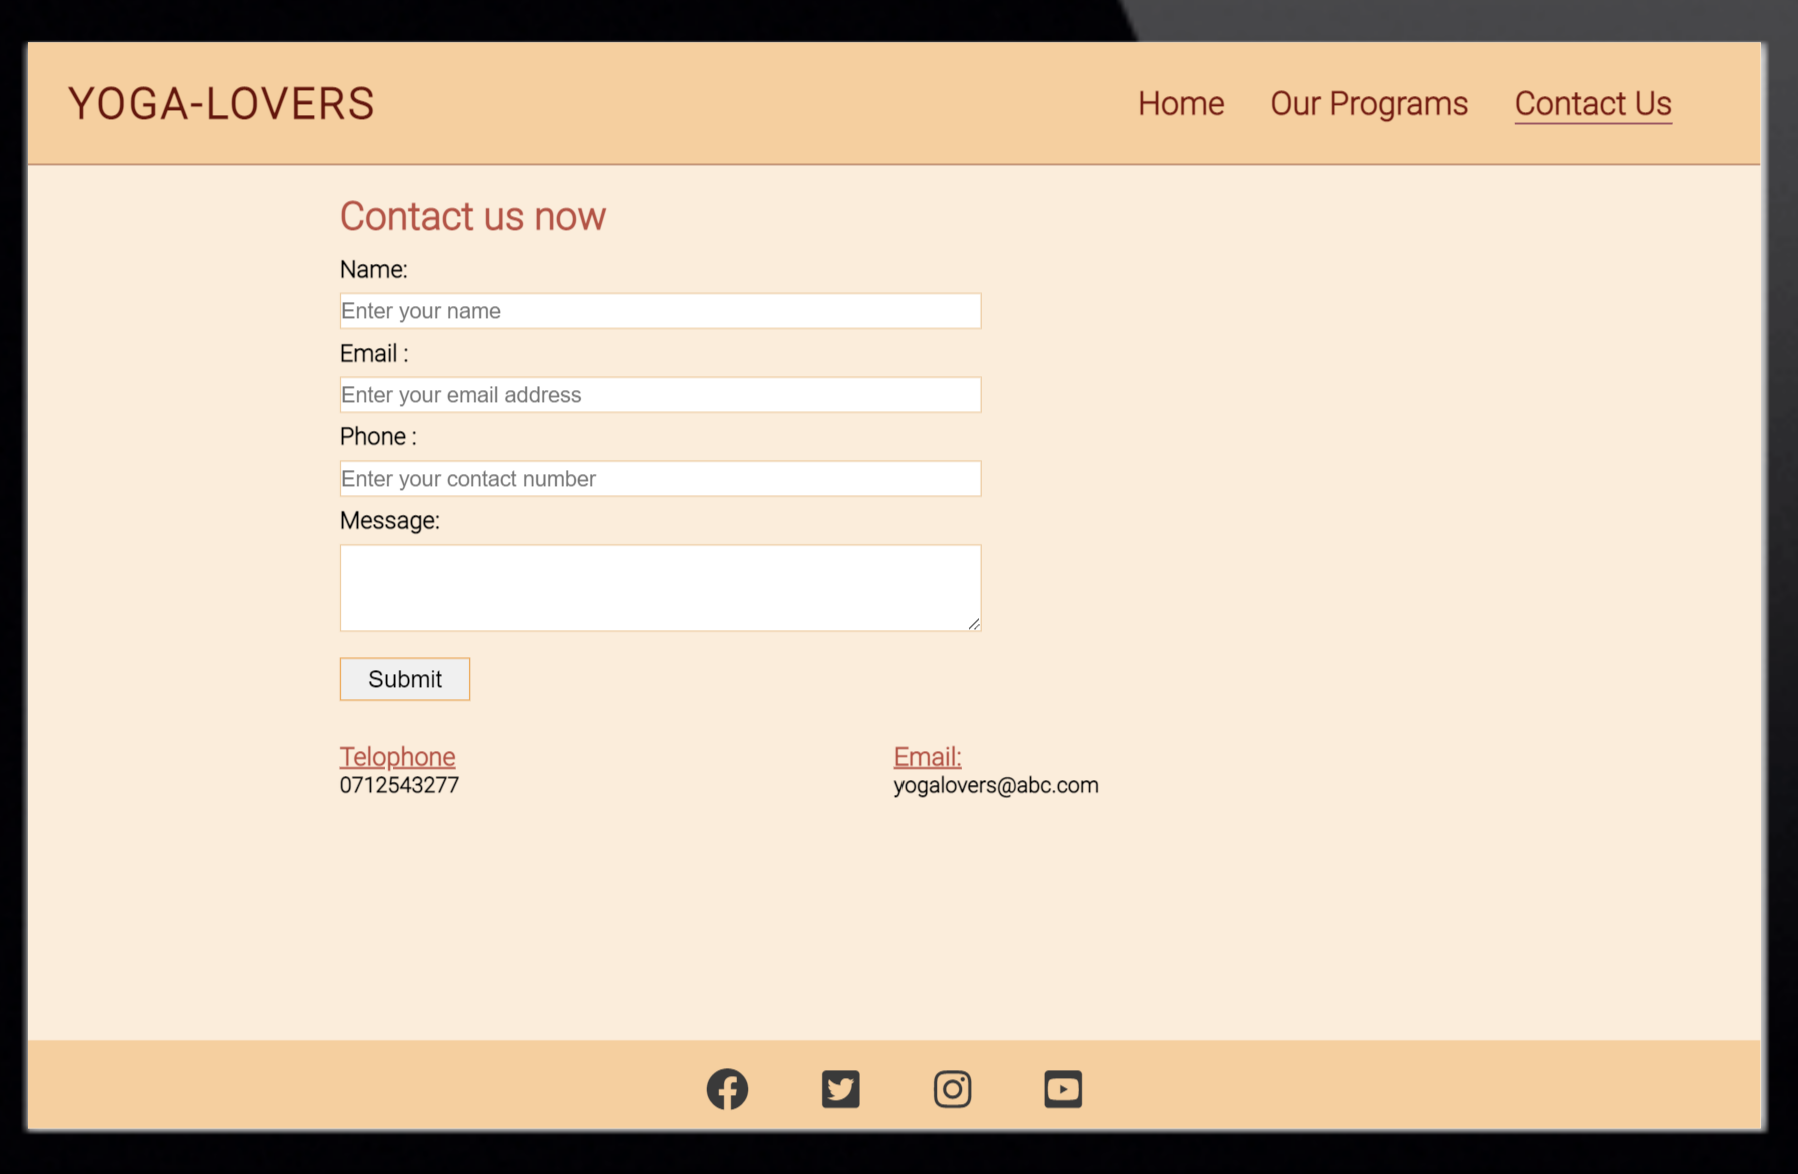 YOGA-LOVERS Home Our Programs Contact Us
Contact us now
Name:
Enter your name
Email :
Enter your email address
Phone :
Enter your contact number
Message:
Submit
Telophone Email:
0712543277 yogalovers@abc.com